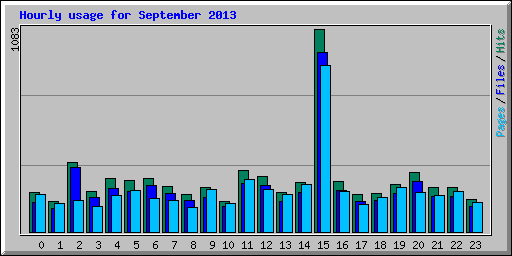 Hourly usage for September 2013
1083
Pages/Files/Hits
0 1 2 3 4 5 6 7 8 9 10 11 12 13 14 15 16 17 18 19 20 21 22 23